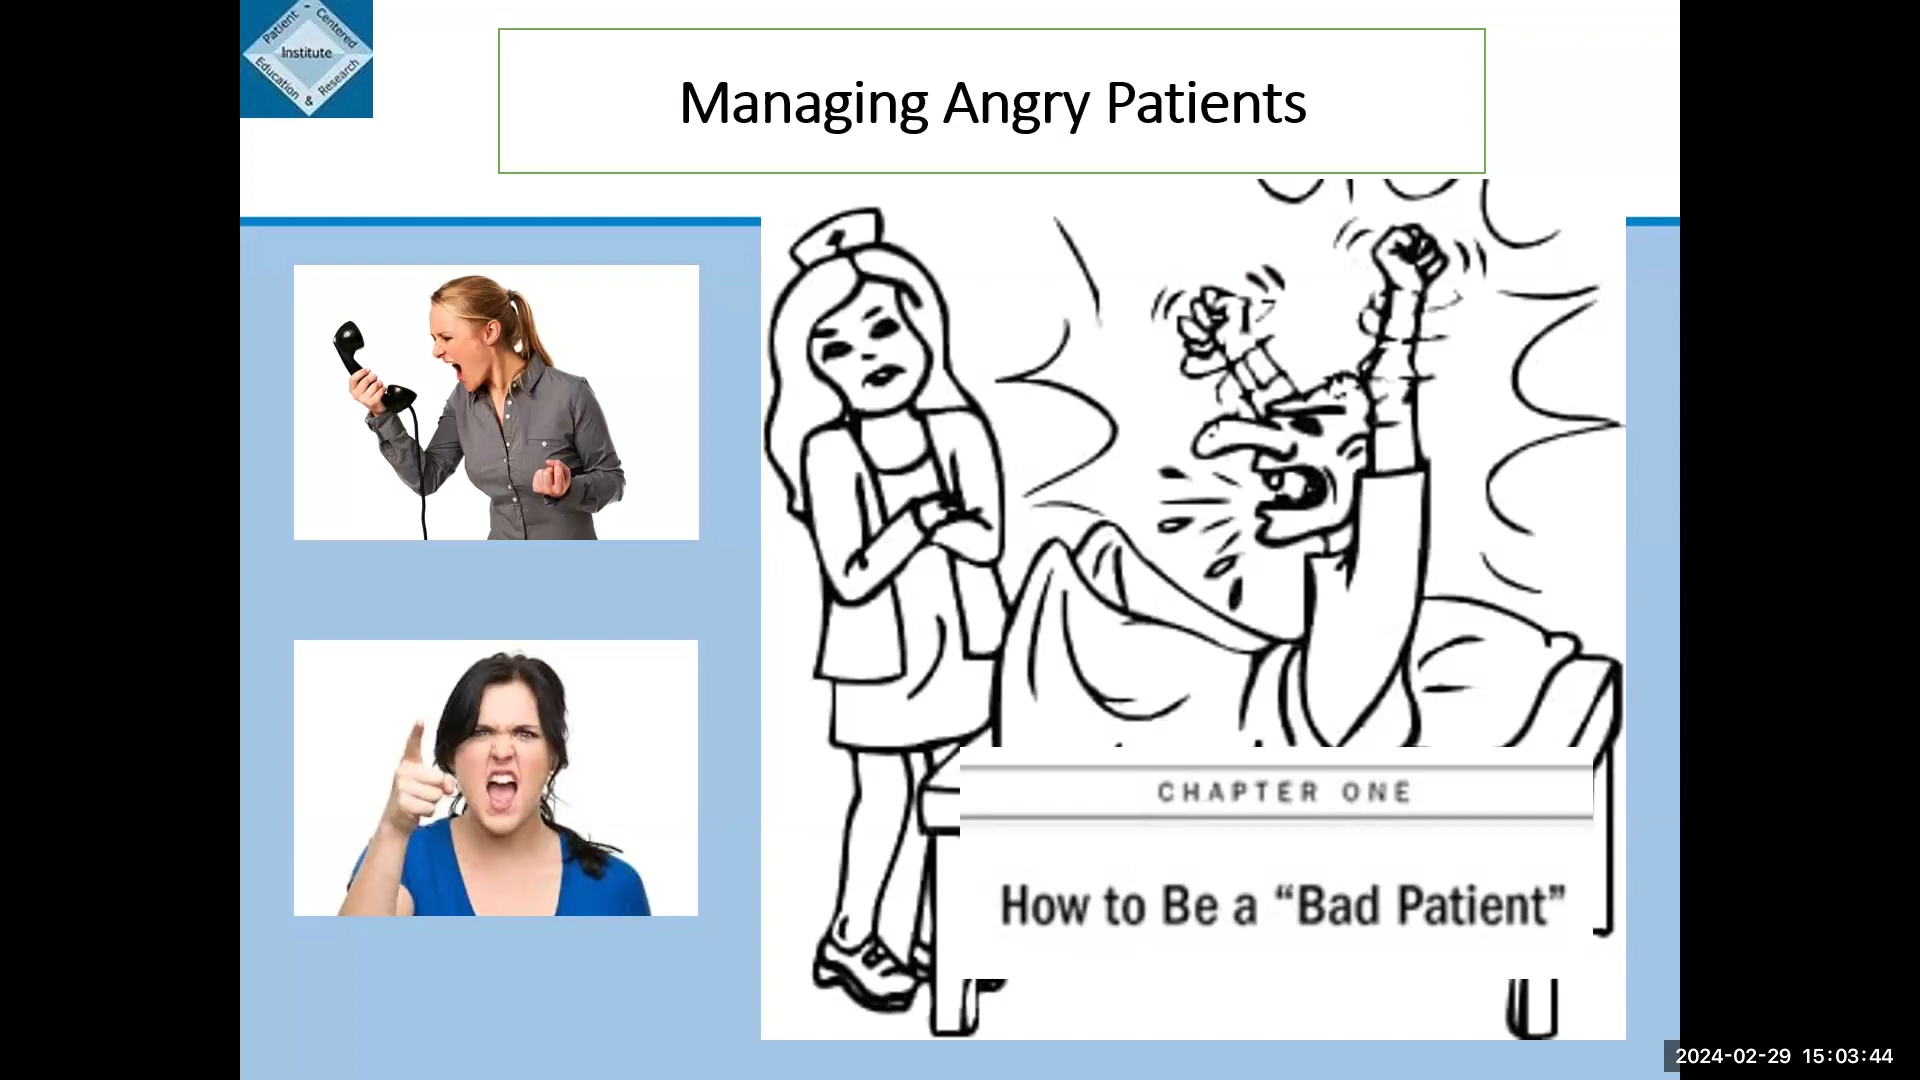 Patient - Centered
Institute
Education & Research
Managing Angry Patients
CHAPTER ONE
How to Be a “Bad Patient”
2024-02-29 15:03:44